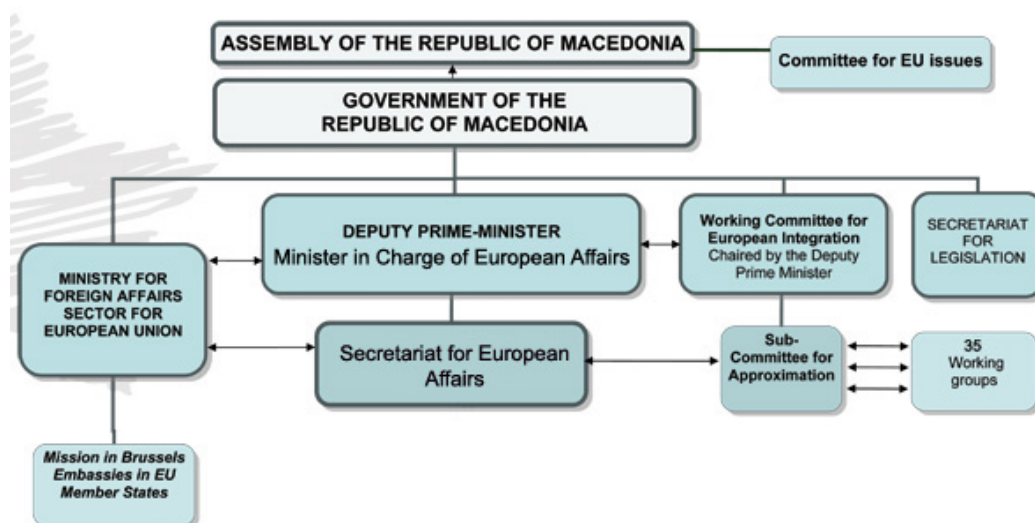 ASSEMBLY OF THE REPUBLIC OF MACEDONIA
Committee for EU issues
GOVERNMENT OF THE
REPUBLIC OF MACEDONIA
MINISTRY FOR
FOREIGN AFFAIRS
SECTOR FOR
EUROPEAN UNION
DEPUTY PRIME-MINISTER
Minister in Charge of European Affairs
Working Committee for
European Integration
Chaired by the Deputy
Prime Minister
SECRETARIAT
FOR
LEGISLATION
Secretariat for European
Affairs
Sub-
Committee for
Approximation
35
Working
groups
Mission in Brussels
Embassies in EU
Member States